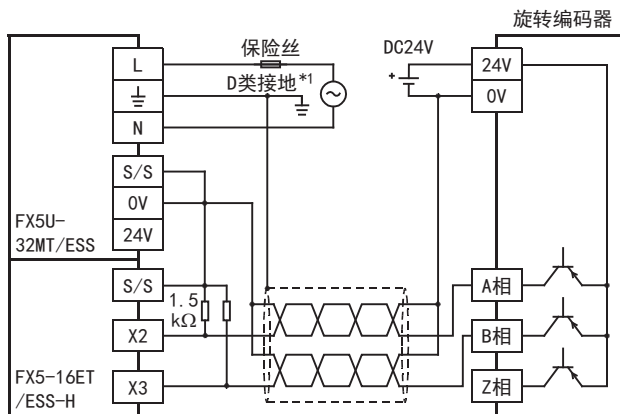 旋转编码器
保险丝
DC24V
L
24V
D类接地*1
+
0V
N
S/S
0V
24V
FX5U-
32MT/ESS
S/S
1.5
kΩ
A相
X2
B相
FX5-16ET
/ESS-H
X3
Z相